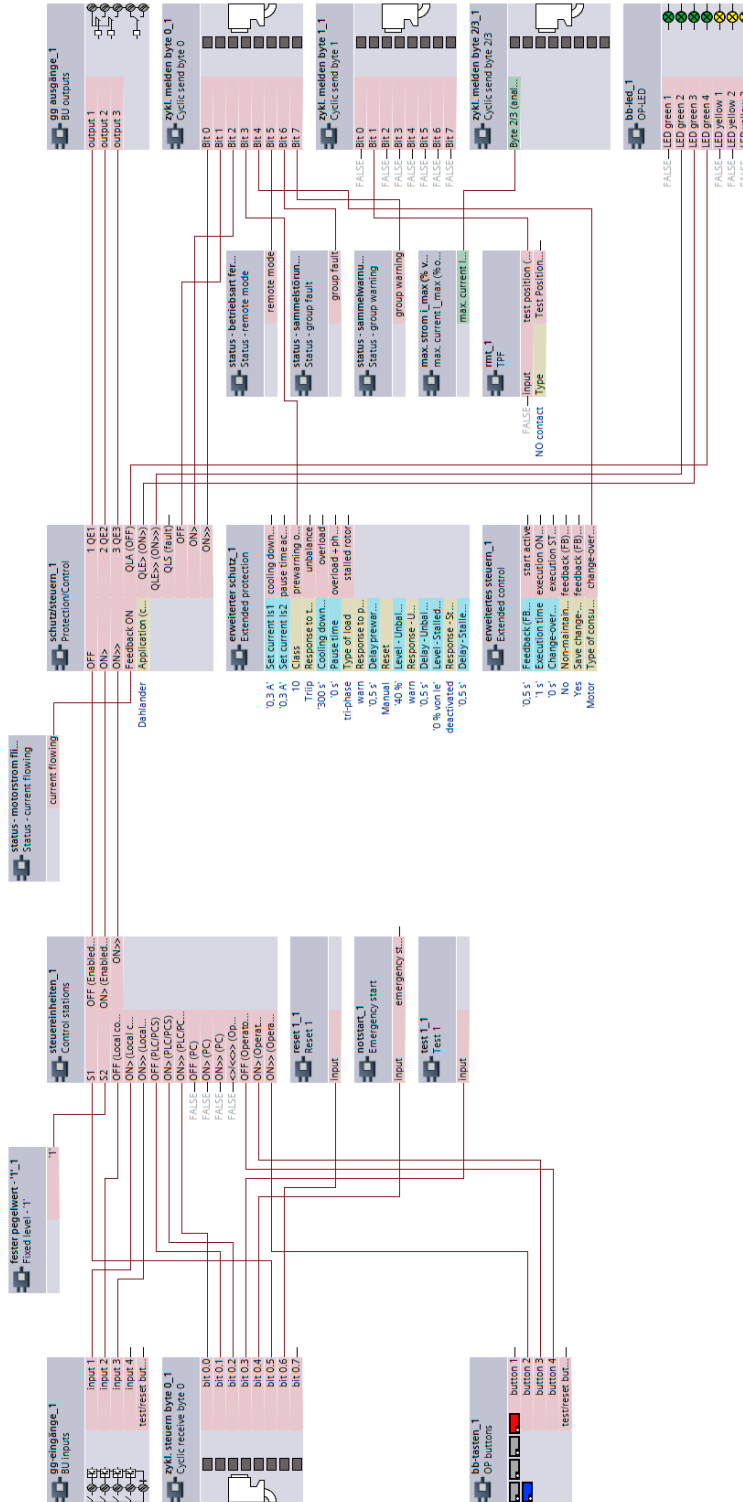 gg-eingänge_1
BU inputs
input 1
input 2
input 3
input 4
test/reset but...
zykl. steuern byte 0_1
Cyclic receive byte 0
bit 0.0
bit 0.1
bit 0.2
bit 0.3
bit 0.4
bit 0.5
bit 0.6
bit 0.7
bb-tasten_1
OP buttons
button 1
button 2
button 3
button 4
test/reset but...
fester pegelwert - '1'_1
Fixed level - '1'
'1'
steuereinheiten_1
Control stations
S1
S2
OFF (Local co...
ON> (Local c...
ON>> (Local...
OFF (PLC/PCS)
ON> (PLC/PCS)
ON>> (PLC/PC...
FALSE OFF (PC)
FALSE ON> (PC)
FALSE ON>> (PC)
FALSE <>/<<>> (Op...
OFF (Operato...
ON> (Operat...
ON>> (Opera...
OFF (Enabled...
ON> (Enabled...
ON>>
reset 1_1
Reset 1
input
notstart_1
Emergency start
input
emergency st...
test 1_1
Test 1
input
status - motorstrom fli...
Status - current flowing
current flowing
schutz/steuern_1
Protection/Control
OFF
ON>
ON>>
Feedback ON
Dahlander Application (C...
1 QE1
2 QE2
3 QE3
QLA (OFF)
QLE> (ON>)
QLE>> (ON>>)
QLS (fault)
OFF
ON>
ON>>
erweiterter schutz_1
Extended protection
'0,3 A' Set current Is1
'0,3 A' Set current Is2
10 Class
Triip Response to t...
'300 s' Cooling down...
'0 s' Pause time
tri-phase Type of load
warn Response to p...
'0,5 s' Delay prewar...
Manual Reset
'40 %' Level - Unbal...
warn Response - U...
'0,5 s' Delay - Unbal...
'0 % von Ie' Level - Stalled...
deactivated Response - St...
'0,5 s' Delay - Stalle...
cooling down...
pause time ac...
prewarning o...
unbalance
overload
overload + ph...
stalled rotor
erweitertes steuern_1
Extended control
'0,5 s' Feedback (FB...
'1 s' Execution time
'0 s' Change-over...
No Non-maintain...
Yes Save change-...
Motor Type of consu...
start active
execution ON...
execution ST...
feedback (FB)...
feedback (FB)...
change-over...
status - betriebsart fer...
Status - remote mode
remote mode
status - sammelstörun...
Status - group fault
group fault
status - sammelwarnu...
Status - group warning
group warning
max. strom i_max (% v...
max. current I_max (% o...
max. current I...
rmt_1
TPF
FALSE input
NO contact Type
test position (...
Test Position...
gg ausgänge_1
BU outputs
output 1
output 2
output 3
zykl. melden byte 0_1
Cyclic send byte 0
Bit 0
Bit 1
Bit 2
Bit 3
Bit 4
Bit 5
Bit 6
Bit 7
zykl. melden byte 1_1
Cyclic send byte 1
FALSE Bit 0
Bit 1
FALSE Bit 2
FALSE Bit 3
FALSE Bit 4
FALSE Bit 5
FALSE Bit 6
FALSE Bit 7
zykl. melden byte 2/3_1
Cyclic send byte 2/3
Byte 2/3 (anal...
bb-led_1
OP-LED
FALSE LED green 1
LED green 2
LED green 3
LED green 4
FALSE LED yellow 1
FALSE LED yellow 2